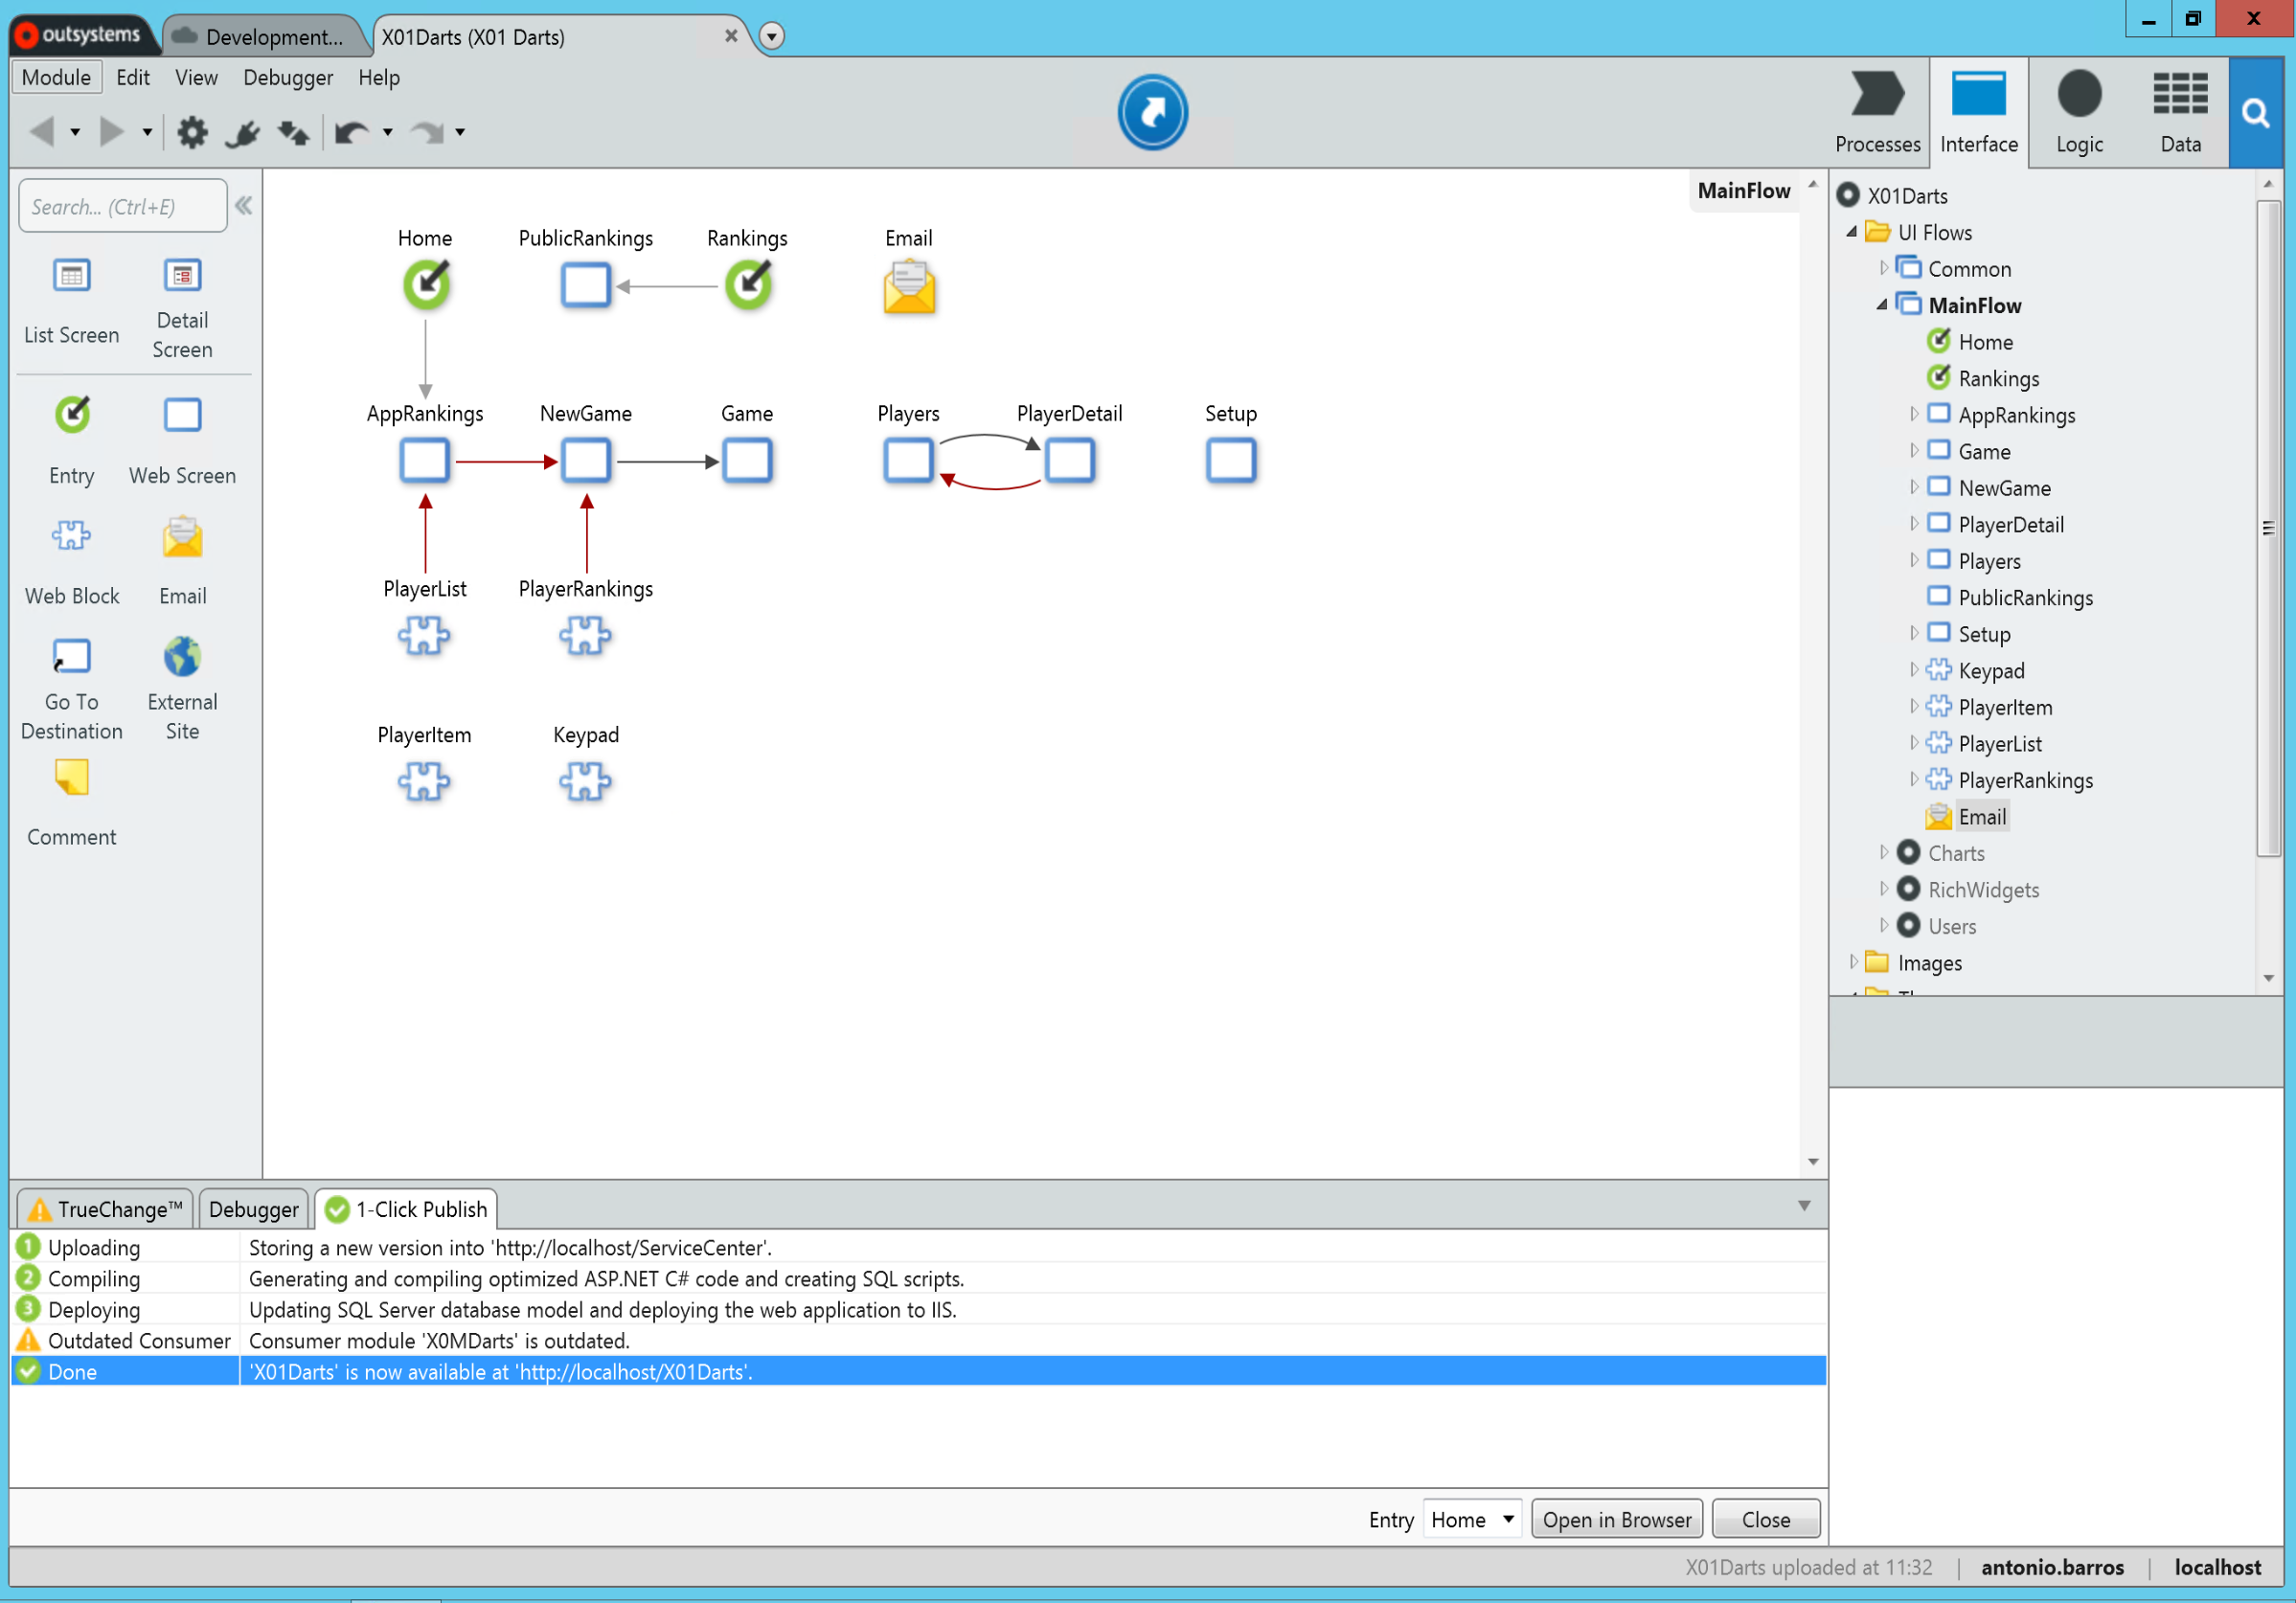 outsystems
Development...
X01Darts (X01 Darts)
Module Edit View Debugger Help
Processes Interface Logic Data
Search... (Ctrl+E)
List Screen
Detail
Screen
Entry
Web Screen
Web Block
Email
Go To
Destination
External
Site
Comment
MainFlow
Home PublicRankings Rankings Email
AppRankings NewGame Game Players PlayerDetail Setup
PlayerList PlayerRankings
PlayerItem Keypad
X01Darts
UI Flows
Common
MainFlow
Home
Rankings
AppRankings
Game
NewGame
PlayerDetail
Players
PublicRankings
Setup
Keypad
PlayerItem
PlayerList
PlayerRankings
Email
Charts
RichWidgets
Users
Images
TrueChange™ Debugger 1-Click Publish
1 Uploading Storing a new version into 'http://localhost/ServiceCenter'.
2 Compiling Generating and compiling optimized ASP.NET C# code and creating SQL scripts.
3 Deploying Updating SQL Server database model and deploying the web application to IIS.
Outdated Consumer Consumer module 'X0MDarts' is outdated.
Done 'X01Darts' is now available at 'http://localhost/X01Darts'.
Entry Home Open in Browser Close
X01Darts uploaded at 11:32 | antonio.barros | localhost